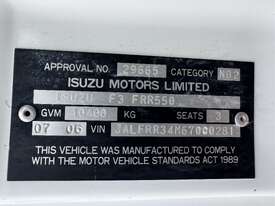 APPROVAL NO. 29665 CATEGORY NB2
ISUZU MOTORS LIMITED
ISUZU F3 FRR550
GVM 10400 KG SEATS 3
07 06 VIN JALFRR34M67000281
THIS VEHICLE WAS MANUFACTURED TO COMPLY
WITH THE MOTOR VEHICLE STANDARDS ACT 1989